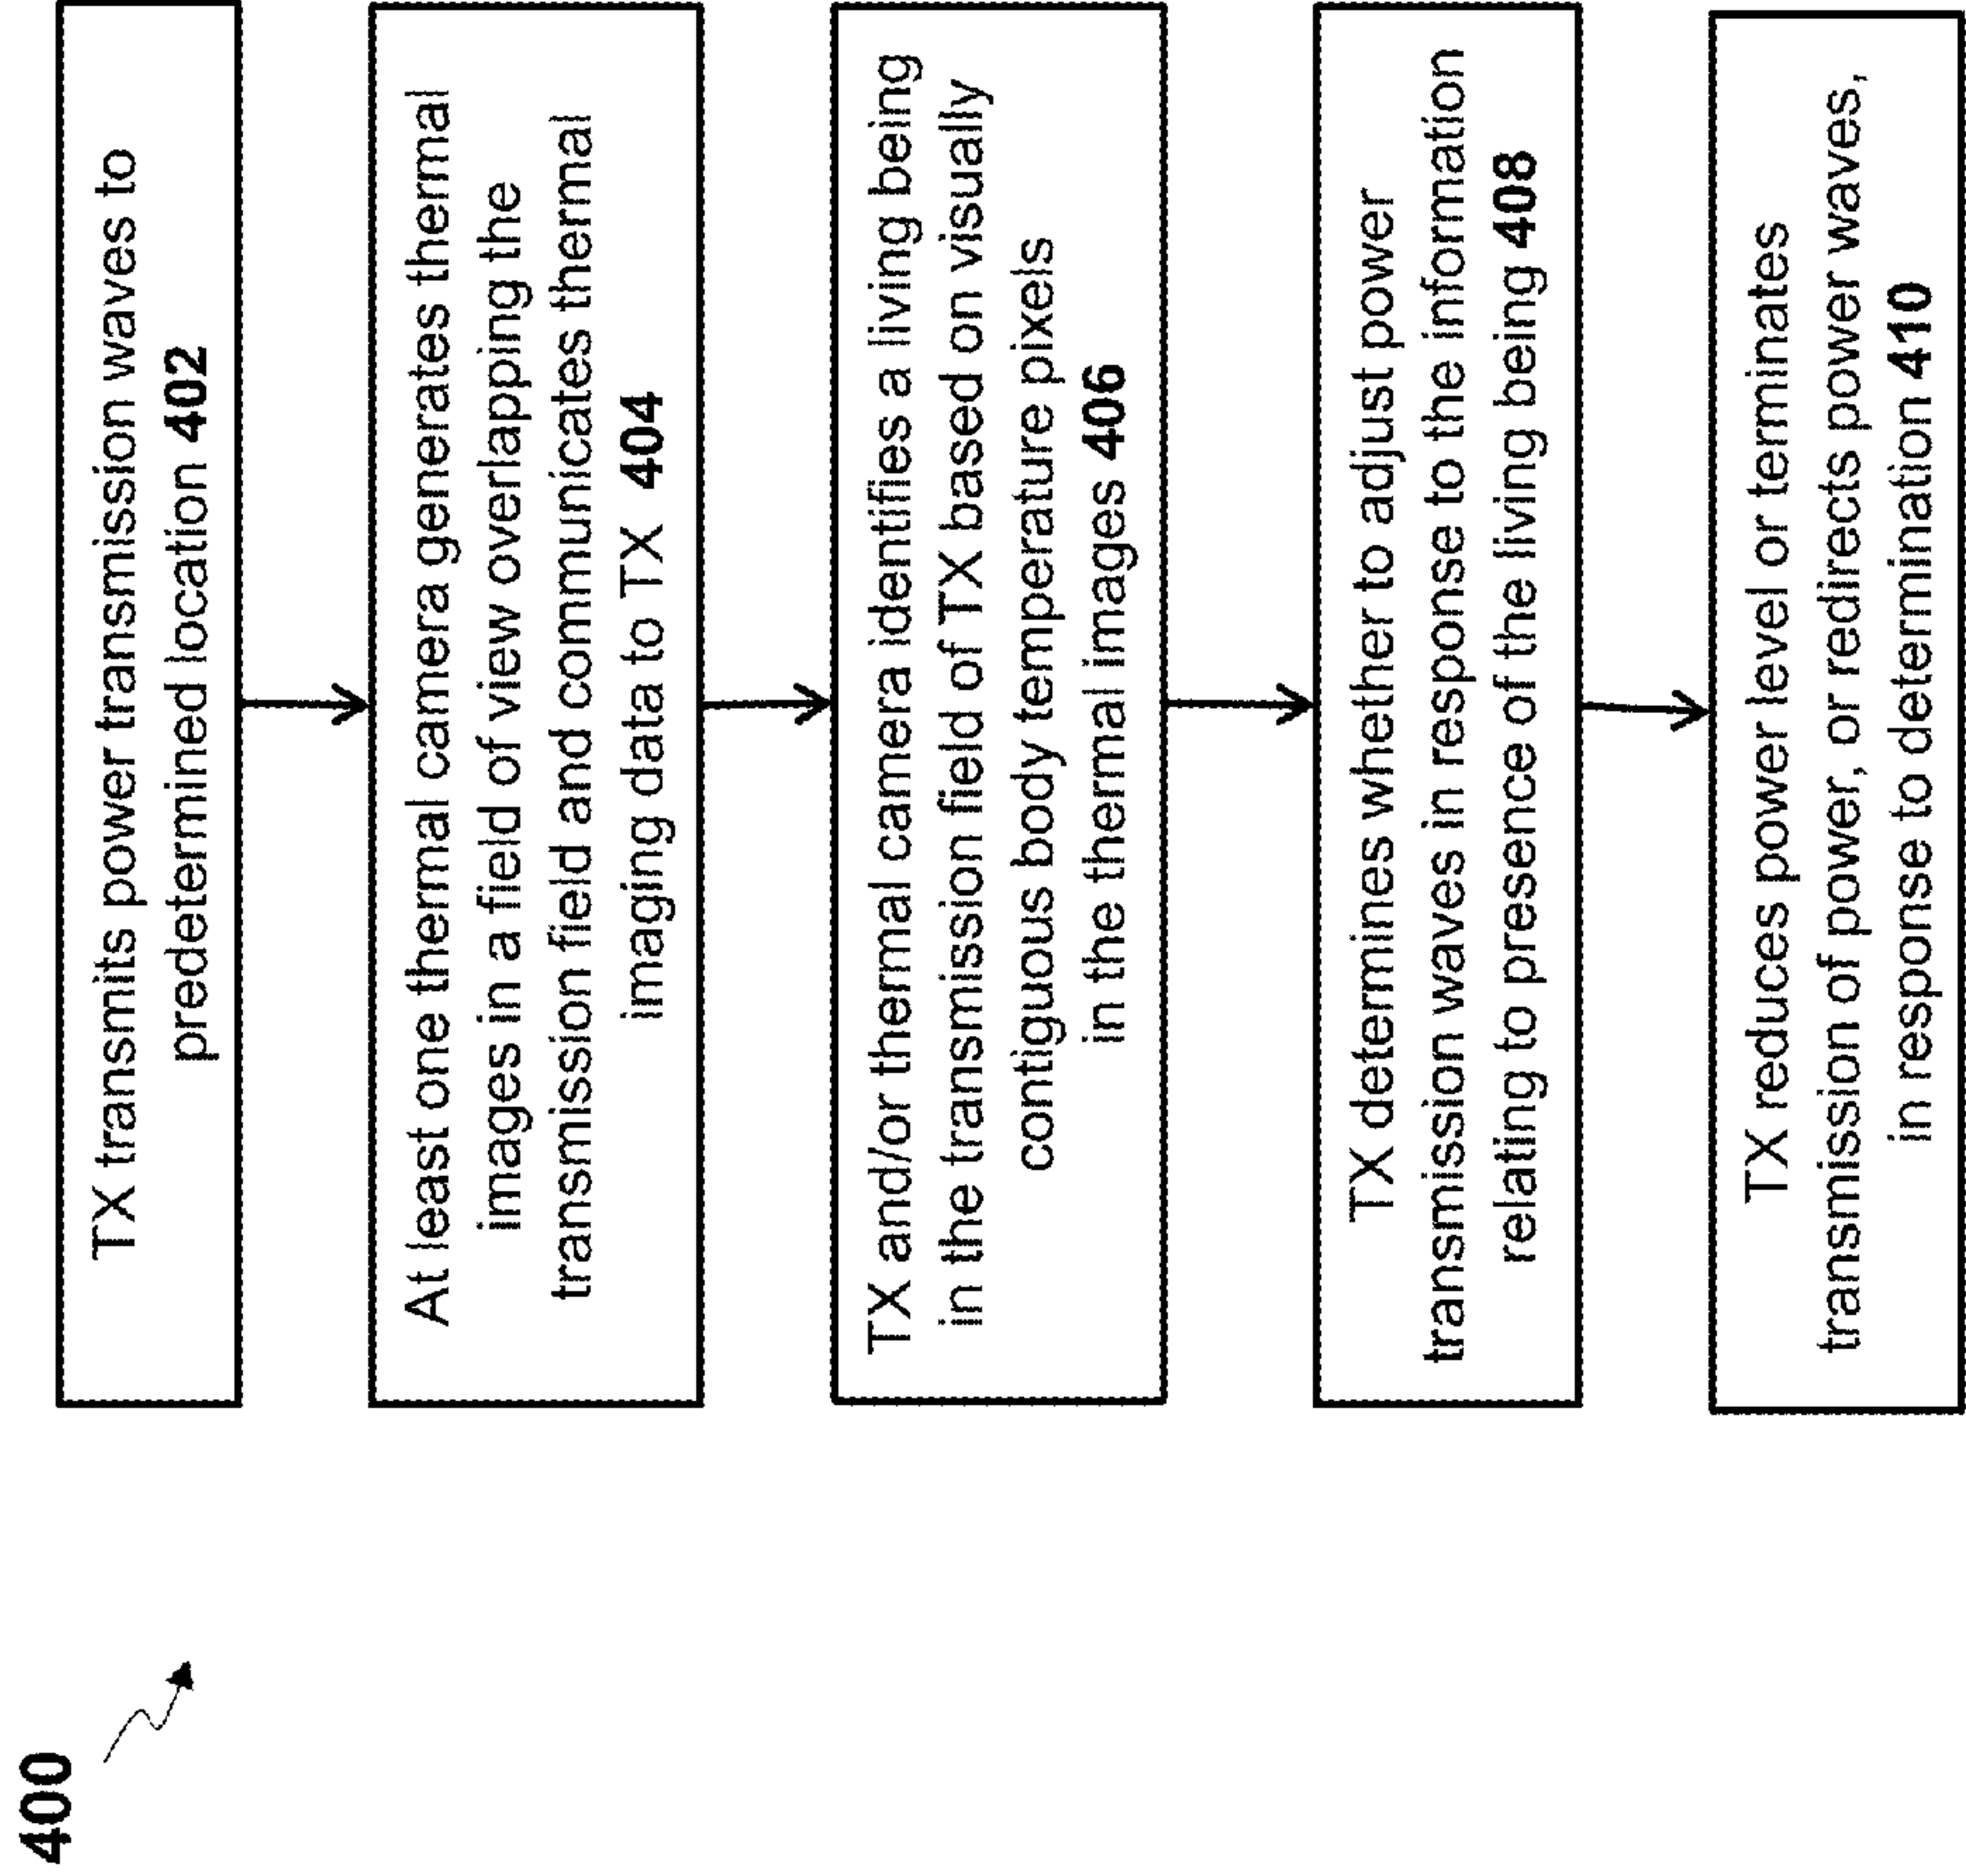 400
TX transmits power transmission waves to
predetermined location 402
At least one thermal camera generates thermal
images in a field of view overlapping the
transmission field and communicates thermal
imaging data to TX 404
TX and/or thermal camera identifies a living being
in the transmission field of TX based on visually
contiguous body temperature pixels
in the thermal images 406
TX determines whether to adjust power
transmission waves in response to the information
relating to presence of the living being 408
TX reduces power level or terminates
transmission of power, or redirects power waves,
in response to determination 410